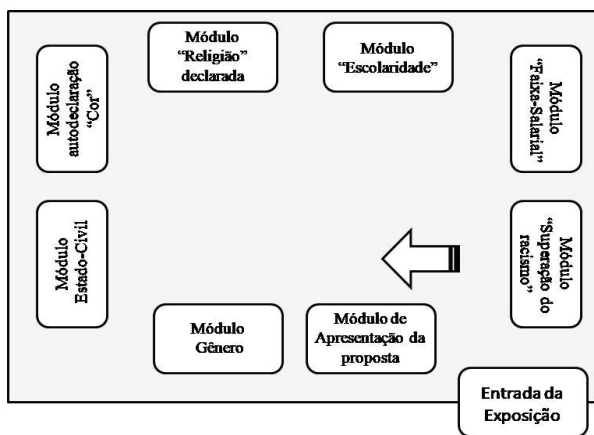 Módulo
“Religião”
declarada
Módulo
“Escolaridade”
Módulo
autodeclaração
“Cor”
Módulo
“Faixa-Salarial”
Módulo
Estado-Civil
Módulo
“Superação do
racismo”
Módulo
Gênero
Módulo de
Apresentação da
proposta
Entrada da
Exposição